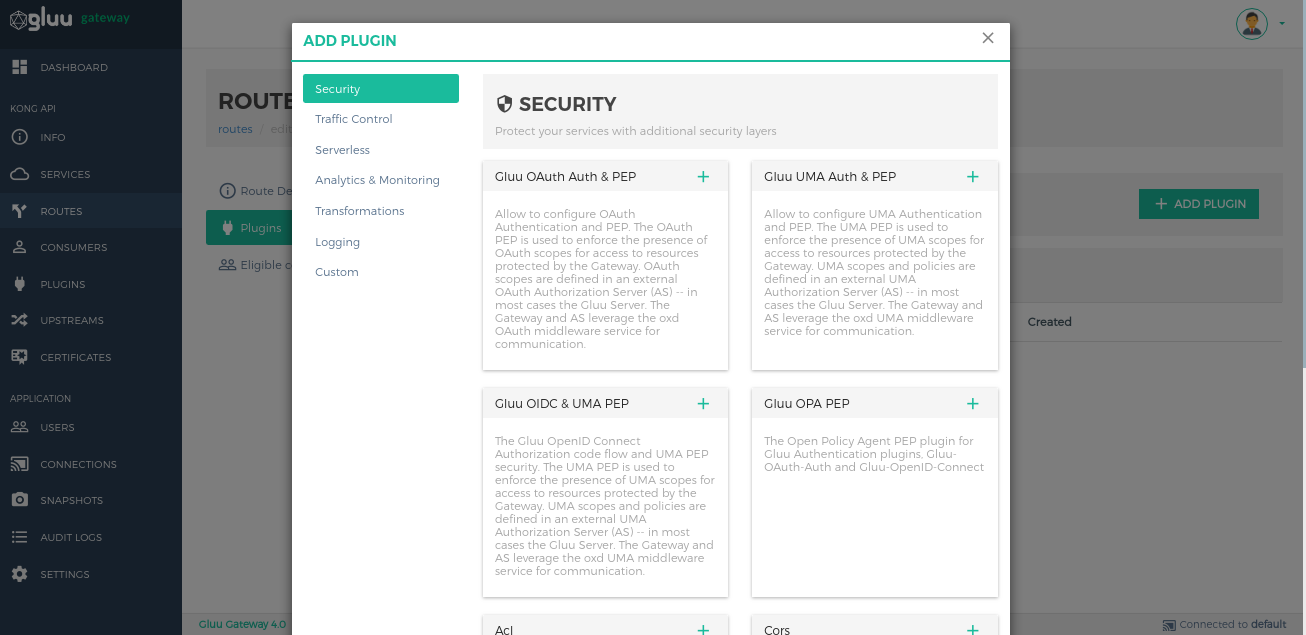 gluu gateway
DASHBOARD
KONG API
INFO
SERVICES
ROUTES
CONSUMERS
PLUGINS
UPSTREAMS
CERTIFICATES
APPLICATION
USERS
CONNECTIONS
SNAPSHOTS
AUDIT LOGS
SETTINGS
ROUTE
routes / edit
Route De
Plugins
Eligible c
ADD PLUGIN
Created
ADD PLUGIN
Security
Traffic Control
Serverless
Analytics & Monitoring
Transformations
Logging
Custom
SECURITY
Protect your services with additional security layers
Gluu OAuth Auth & PEP
Allow to configure OAuth
Authentication and PEP. The OAuth
PEP is used to enforce the presence of
OAuth scopes for access to resources
protected by the Gateway. OAuth
scopes are defined in an external
OAuth Authorization Server (AS) -- in
most cases the Gluu Server. The
Gateway and AS leverage the oxd
OAuth middleware service for
communication.
Gluu UMA Auth & PEP
Allow to configure UMA Authentication
and PEP. The UMA PEP is used to
enforce the presence of UMA scopes for
access to resources protected by the
Gateway. UMA scopes and policies are
defined in an external UMA
Authorization Server (AS) -- in most
cases the Gluu Server. The Gateway and
AS leverage the oxd UMA middleware
service for communication.
Gluu OIDC & UMA PEP
The Gluu OpenID Connect
Authorization code flow and UMA PEP
security. The UMA PEP is used to
enforce the presence of UMA scopes for
access to resources protected by the
Gateway. UMA scopes and policies are
defined in an external UMA
Authorization Server (AS) -- in most
cases the Gluu Server. The Gateway and
AS leverage the oxd UMA middleware
service for communication.
Gluu OPA PEP
The Open Policy Agent PEP plugin for
Gluu Authentication plugins, Gluu-
OAuth-Auth and Gluu-OpenID-Connect
Acl
Cors
Gluu Gateway 4.0
Connected to default